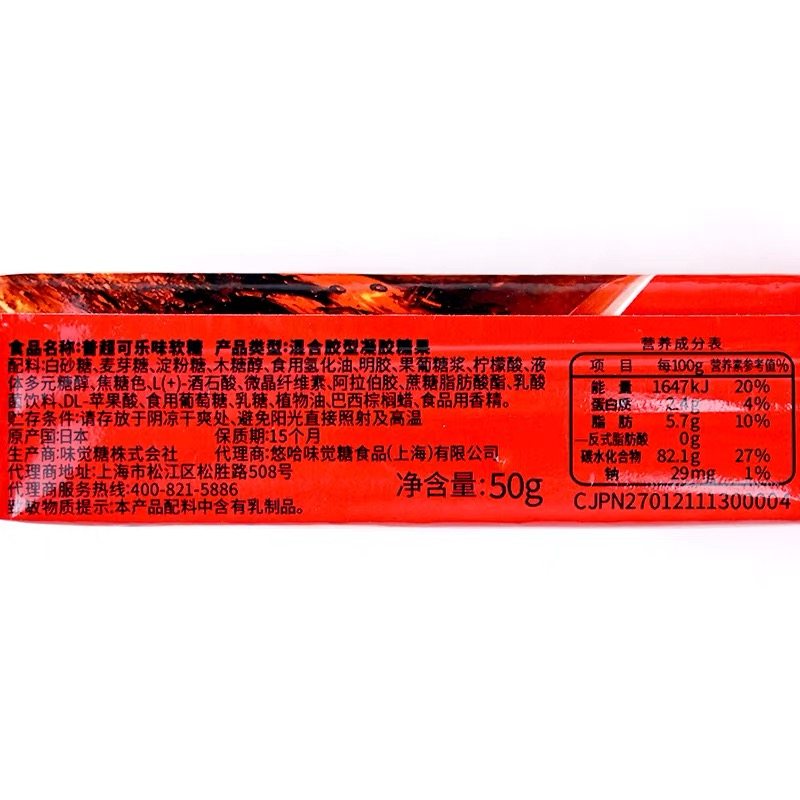 食品名称:普超可乐味软糖 产品类型:混合胶型凝胶糖果
配料:白砂糖、麦芽糖、淀粉糖、木糖醇、食用氢化油、明胶、果葡糖浆、柠檬酸、液
体多元糖醇、焦糖色、L(+)-酒石酸、微晶纤维素、阿拉伯胶、蔗糖脂肪酸酯、乳酸
菌饮料、DL-苹果酸、食用葡萄糖、乳糖、植物油、巴西棕榈蜡、食品用香精。
贮存条件:请存放于阴凉干爽处、避免阳光直接照射及高温
原产国:日本 保质期:15个月
生产商:味觉糖株式会社 代理商:悠哈味觉糖食品(上海)有限公司
代理商地址:上海市松江区松胜路508号
代理商服务热线:400-821-5886
致敏物质提示:本产品配料中含有乳制品。
净含量:50g
营养成分表
项 目 每100g 营养素参考值%
能 量 1647kJ 20%
蛋白质 2.4g 4%
脂 肪 5.7g 10%
—反式脂肪酸 0g
碳水化合物 82.1g 27%
钠 29mg 1%
CJPN27012111300004